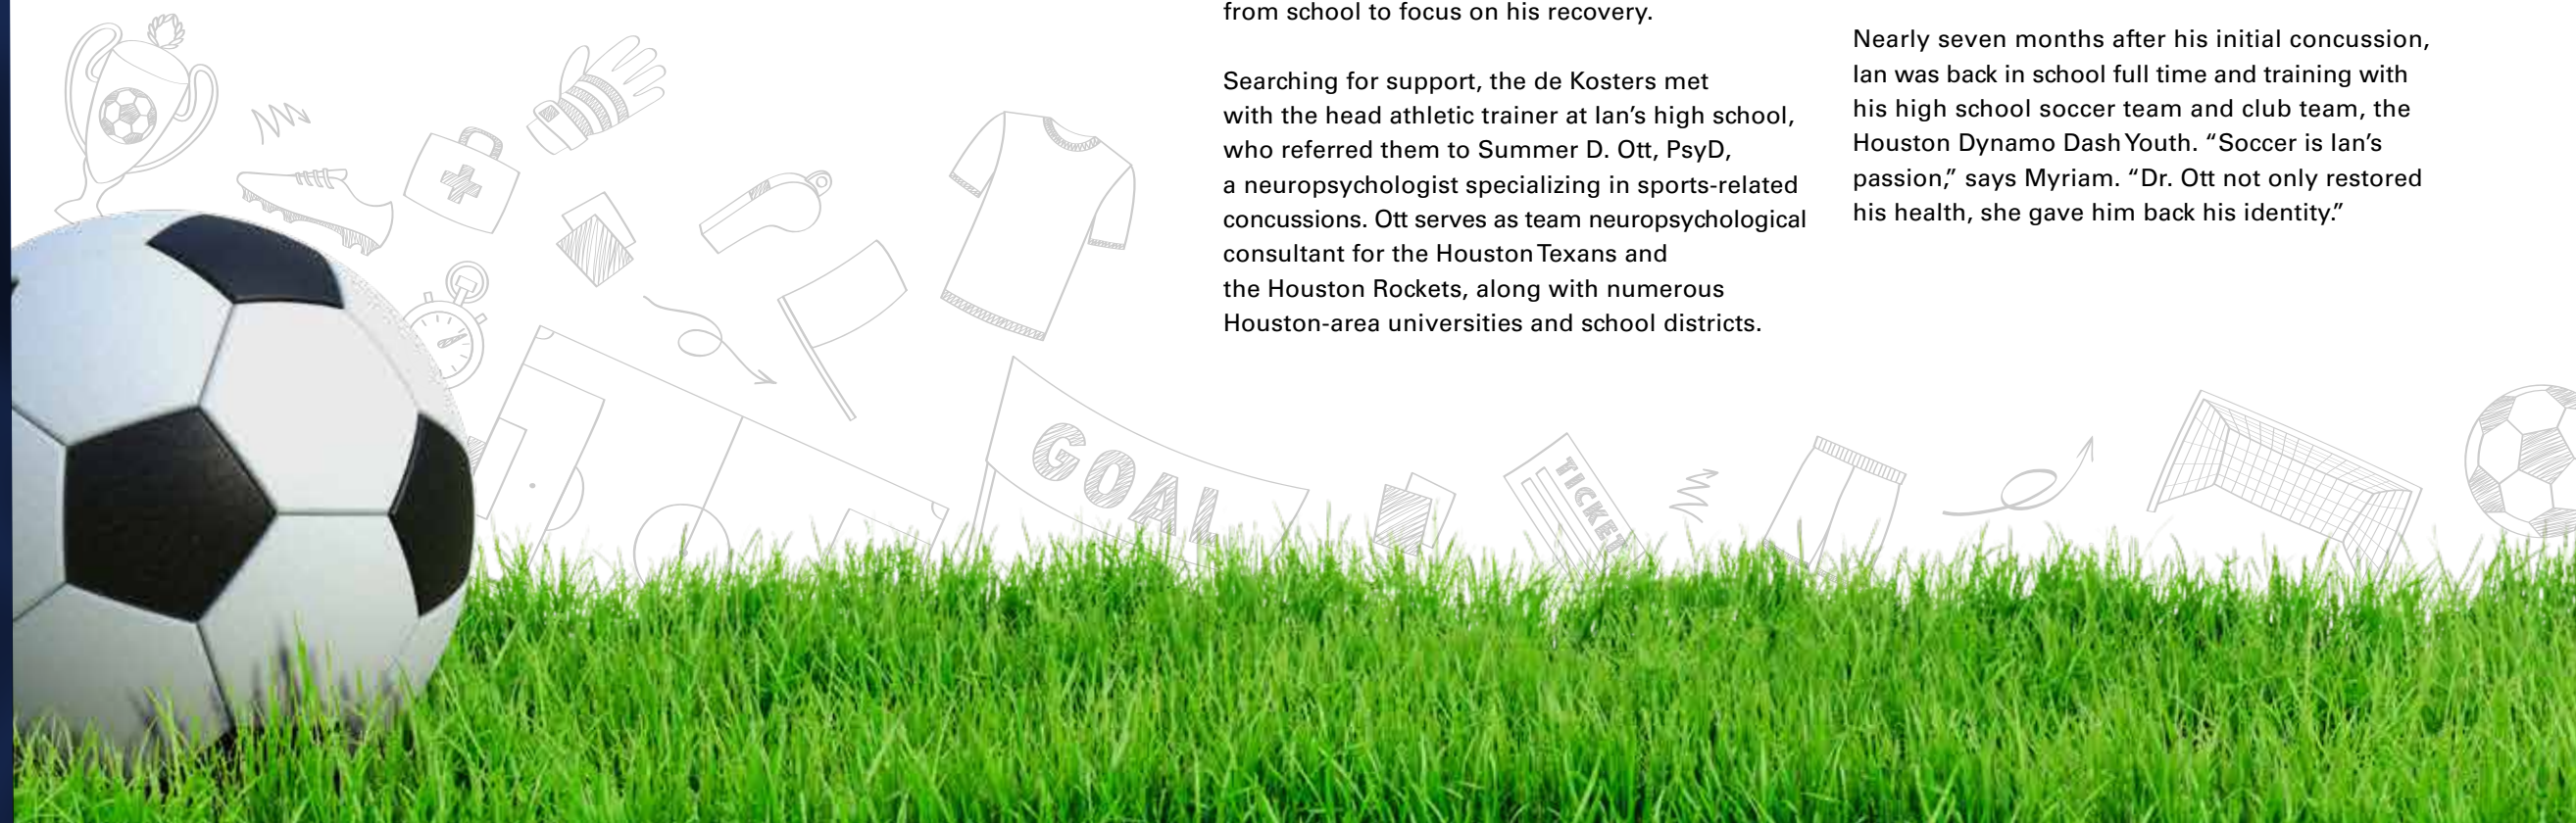 from school to focus on his recovery.
Searching for support, the de Kosters met
with the head athletic trainer at Ian’s high school,
who referred them to Summer D. Ott, PsyD,
a neuropsychologist specializing in sports-related
concussions. Ott serves as team neuropsychological
consultant for the Houston Texans and
the Houston Rockets, along with numerous
Houston-area universities and school districts.
Nearly seven months after his initial concussion,
Ian was back in school full time and training with
his high school soccer team and club team, the
Houston Dynamo Dash Youth. “Soccer is Ian’s
passion,” says Myriam. “Dr. Ott not only restored
his health, she gave him back his identity.”
GOAL
TICKET